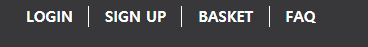 LOGIN | SIGN UP | BASKET | FAQ